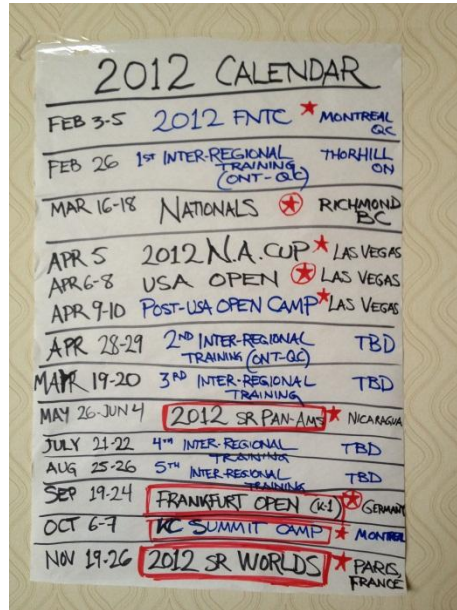 2012 CALENDAR
FEB 3-5 2012 FNTC ★ MONTREAL QC
FEB 26 1ST INTER-REGIONAL TRAINING (ONT-QC) THORHILL ON
MAR 16-18 NATIONALS ★ RICHMOND BC
APR 5 2012 N.A. CUP ★ LAS VEGAS
APR 6-8 USA OPEN ★ LAS VEGAS
APR 9-10 POST-USA OPEN CAMP ★ LAS VEGAS
APR 28-29 2ND INTER-REGIONAL TRAINING (ONT-QC) TBD
MAY 19-20 3RD INTER-REGIONAL TRAINING TBD
MAY 26-JUN 4 2012 SR PAN-AMS ★ NICARAGUA
JULY 21-22 4TH INTER-REGIONAL TRAINING TBD
AUG 25-26 5TH INTER-REGIONAL TRAINING TBD
SEP 19-24 FRANKFURT OPEN (K-1) ★ GERMANY
OCT 6-7 KC SUMMIT CAMP ★ MONTREAL
NOV 19-26 2012 SR WORLDS ★ PARIS, FRANCE